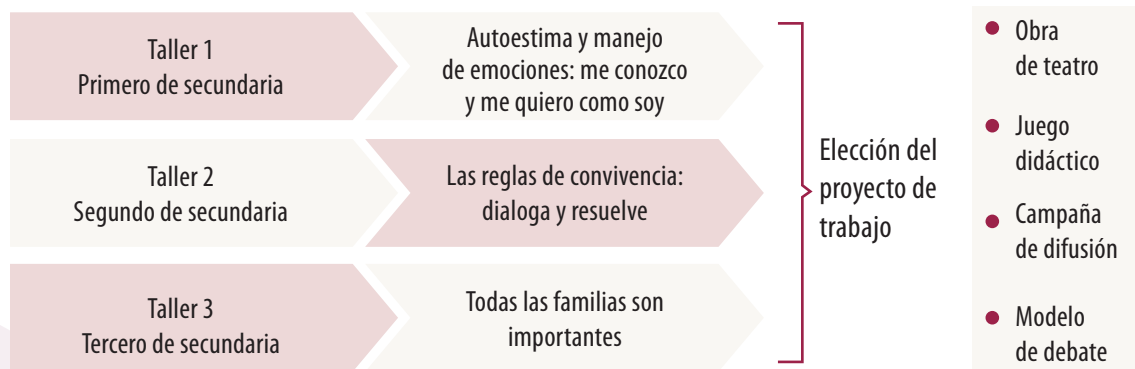 Taller 1
Primero de secundaria
Autoestima y manejo
de emociones: me conozco
y me quiero como soy
Taller 2
Segundo de secundaria
Las reglas de convivencia:
dialoga y resuelve
Taller 3
Tercero de secundaria
Todas las familias son
importantes
Elección del
proyecto de
trabajo
Obra
de teatro
Juego
didáctico
Campaña
de difusión
Modelo
de debate